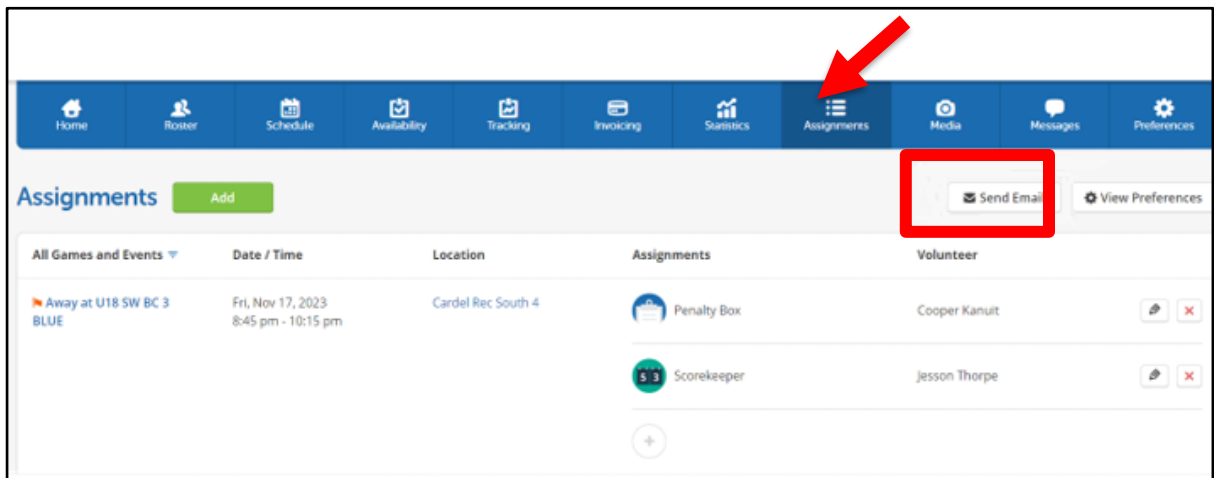 Home Roster Schedule Availability Tracking Invoicing Statistics Assignments Media Messages Preferences
Assignments Add Send Email View Preferences
All Games and Events Date / Time Location Assignments Volunteer
Away at U18 SW BC 3 Fri, Nov 17, 2023 Cardel Rec South 4 Penalty Box Cooper Kanuit
BLUE 8:45 pm - 10:15 pm
5 3 Scorekeeper Jesson Thorpe